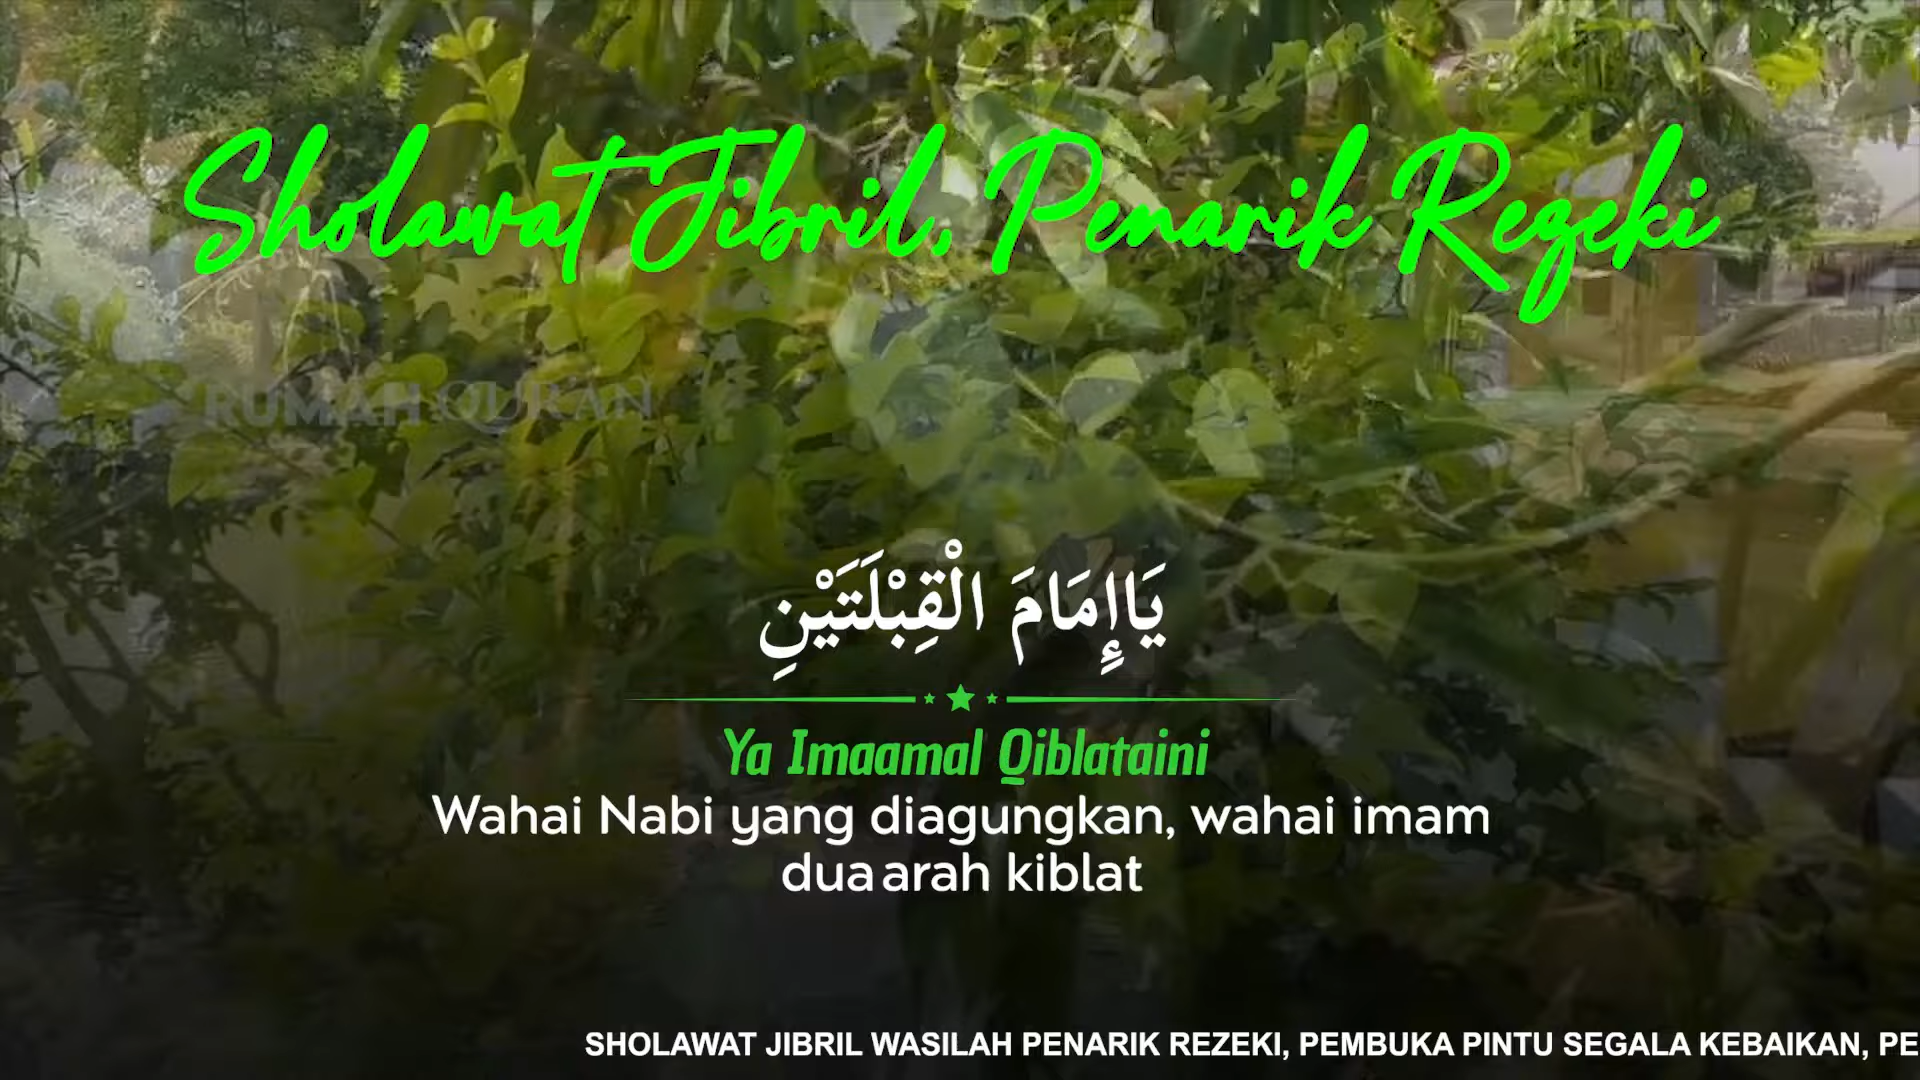 Sholawat Jibril, Penarik Rezeki
RUMAH QURAN
يَاإِمَامَ الْقِبْلَتَيْنِ
Ya Imaamal Qiblataini
Wahai Nabi yang diagungkan, wahai imam
dua arah kiblat
SHOLAWAT JIBRIL WASILAH PENARIK REZEKI, PEMBUKA PINTU SEGALA KEBAIKAN, PE